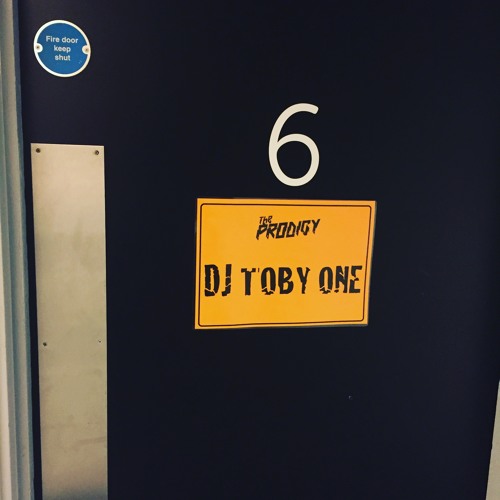 Fire door
keep
shut
6
The
PRODIGY
DJ TOBY ONE